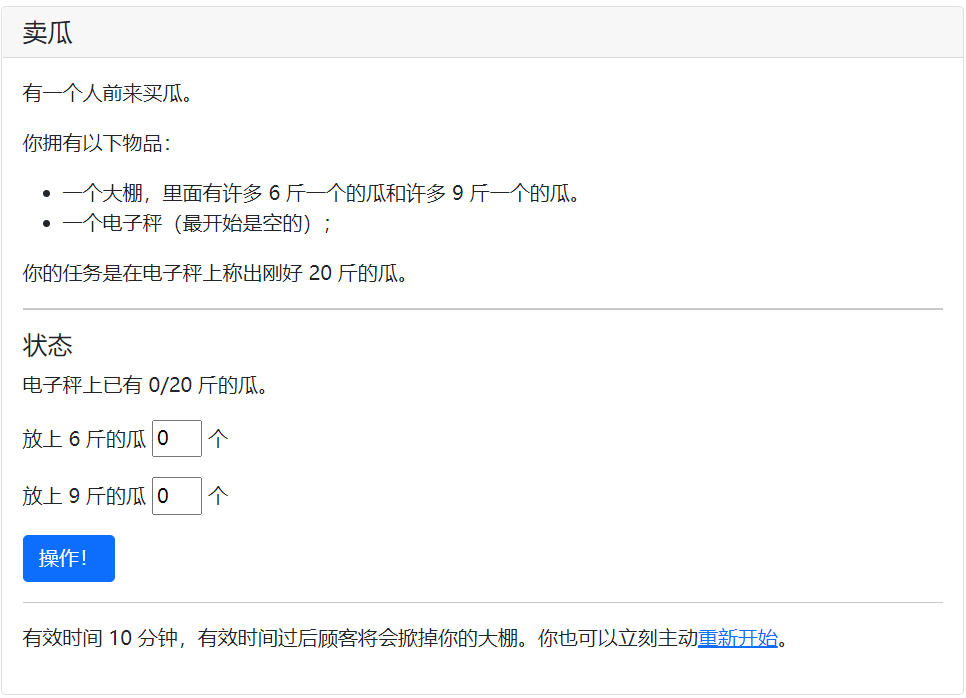 卖瓜
有一个人前来买瓜。
你拥有以下物品：
一个大棚，里面有许多 6 斤一个的瓜和许多 9 斤一个的瓜。
一个电子秤（最开始是空的）；
你的任务是在电子秤上称出刚好 20 斤的瓜。
状态
电子秤上已有 0/20 斤的瓜。
放上 6 斤的瓜 0 个
放上 9 斤的瓜 0 个
操作！
有效时间 10 分钟，有效时间过后顾客将会掀掉你的大棚。你也可以立刻主动重新开始。